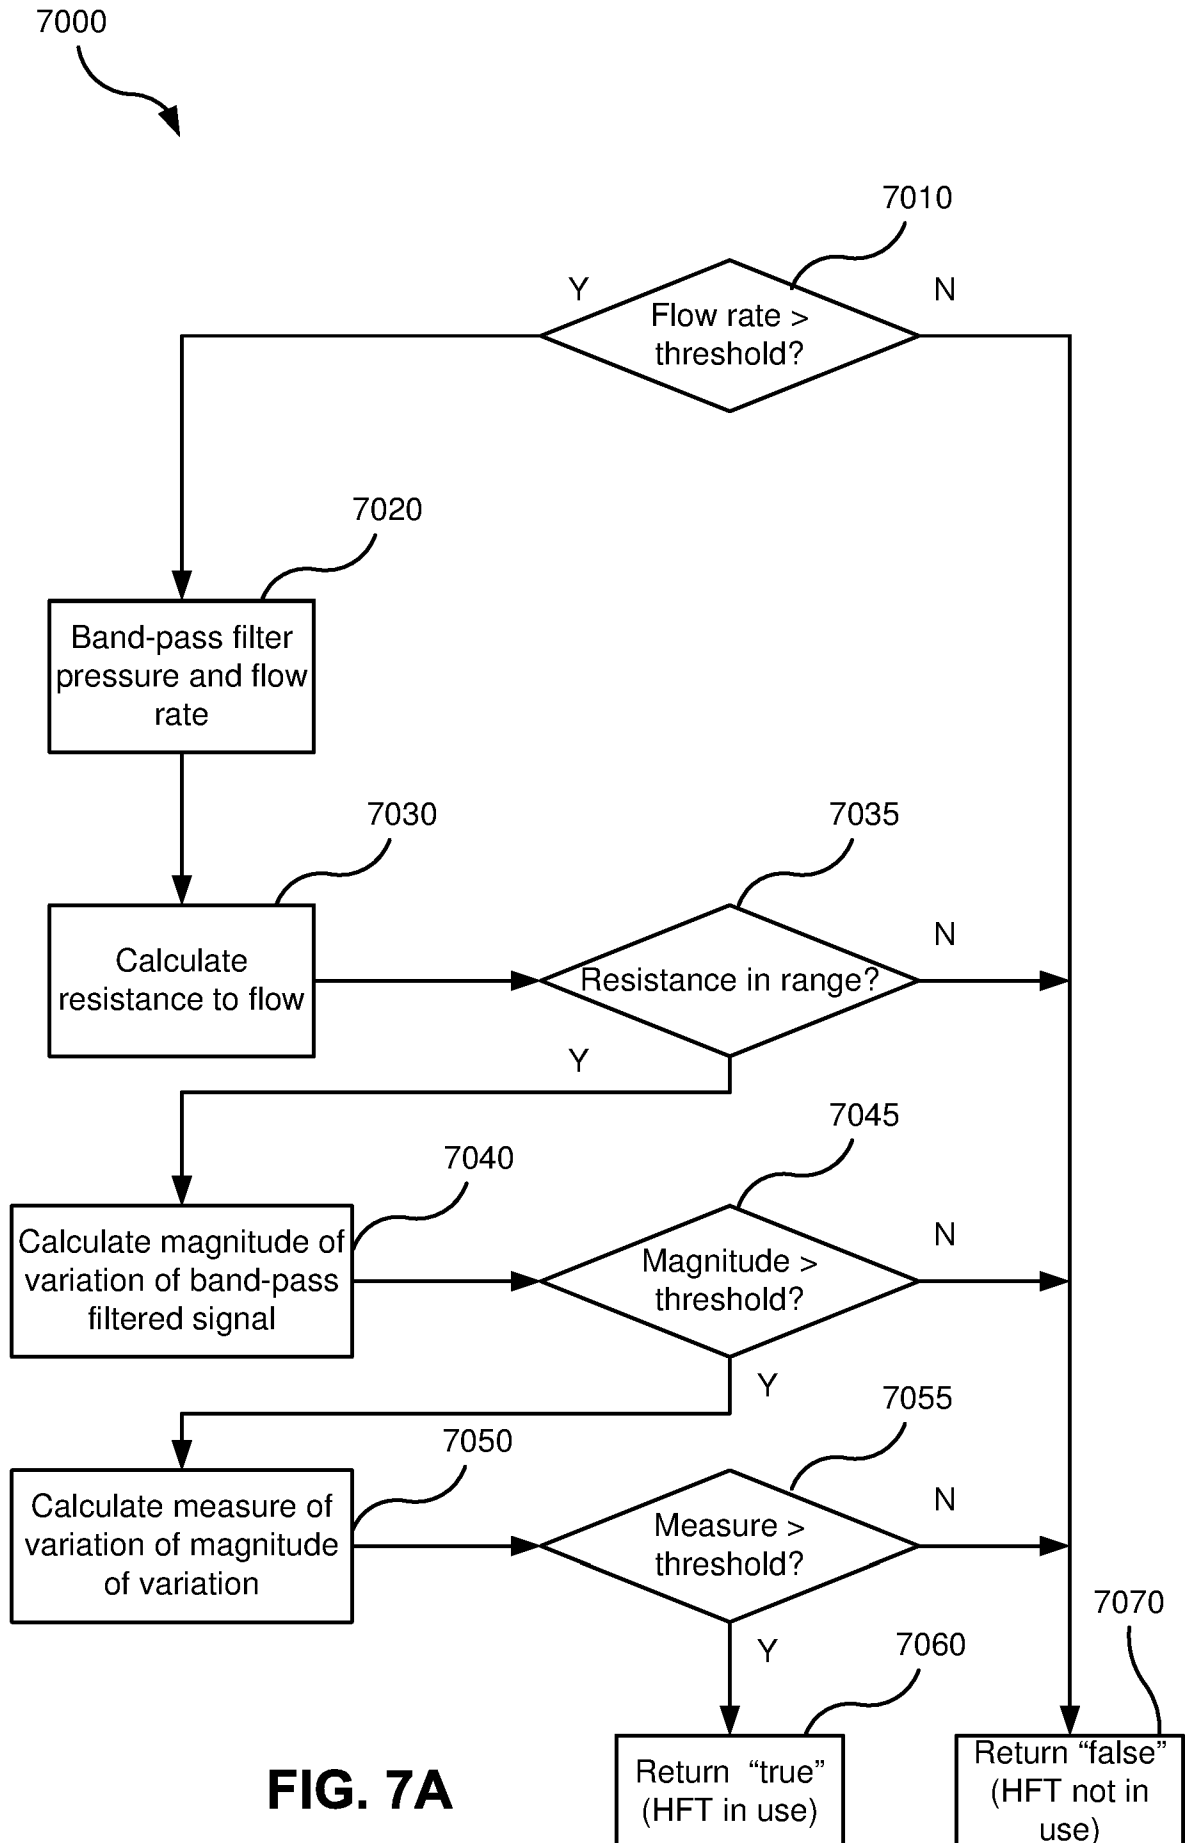 7000
7010
Y
N
Flow rate >
threshold?
7020
Band-pass filter
pressure and flow
rate
7030
7035
Calculate
resistance to flow
Resistance in range?
N
Y
7040
7045
Calculate magnitude of
variation of band-pass
filtered signal
Magnitude >
threshold?
N
Y
7050
7055
Calculate measure of
variation of magnitude
of variation
Measure >
threshold?
N
Y
7060
7070
Return “true”
(HFT in use)
Return “false”
(HFT not in
use)
FIG. 7A